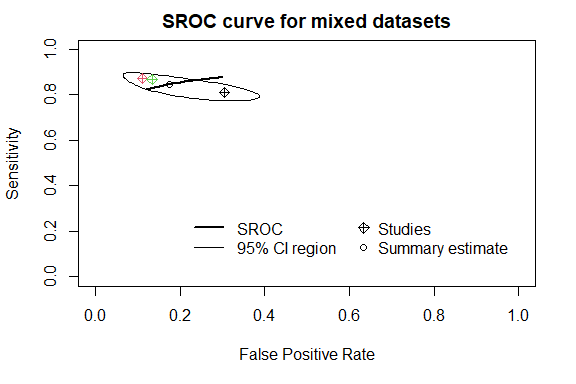 SROC curve for mixed datasets
Sensitivity
1.0
0.8
0.6
0.4
0.2
0.0
SROC
95% CI region
Studies
Summary estimate
0.0 0.2 0.4 0.6 0.8 1.0
False Positive Rate